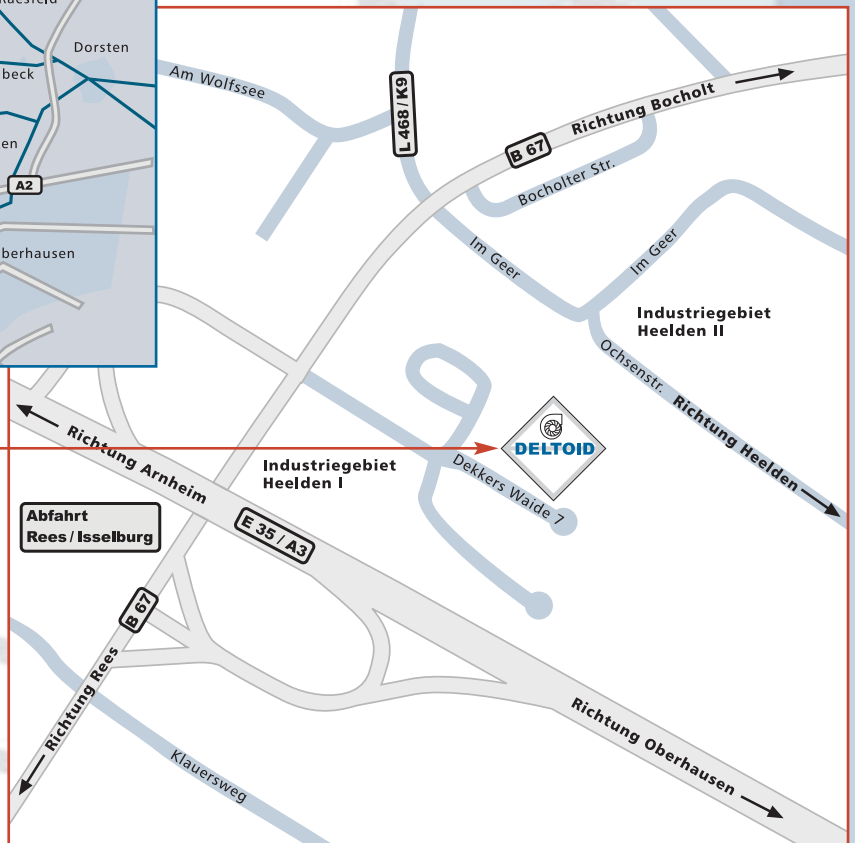 Dorsten
beck
en
A2
berhausen
Am Wolfssee
L 468 / K9
B 67
Richtung Bocholt
Bocholter Str.
Im Geer
Im Geer
Industriegebiet
Heelden II
Ochsenstr.
Richtung Heelden
DELTOID
Richtung Arnheim
Industriegebiet
Heelden I
Dekkers Waide 7
Abfahrt
Rees / Isselburg
E 35 / A3
B 67
Richtung Rees
Richtung Oberhausen
Klauersweg